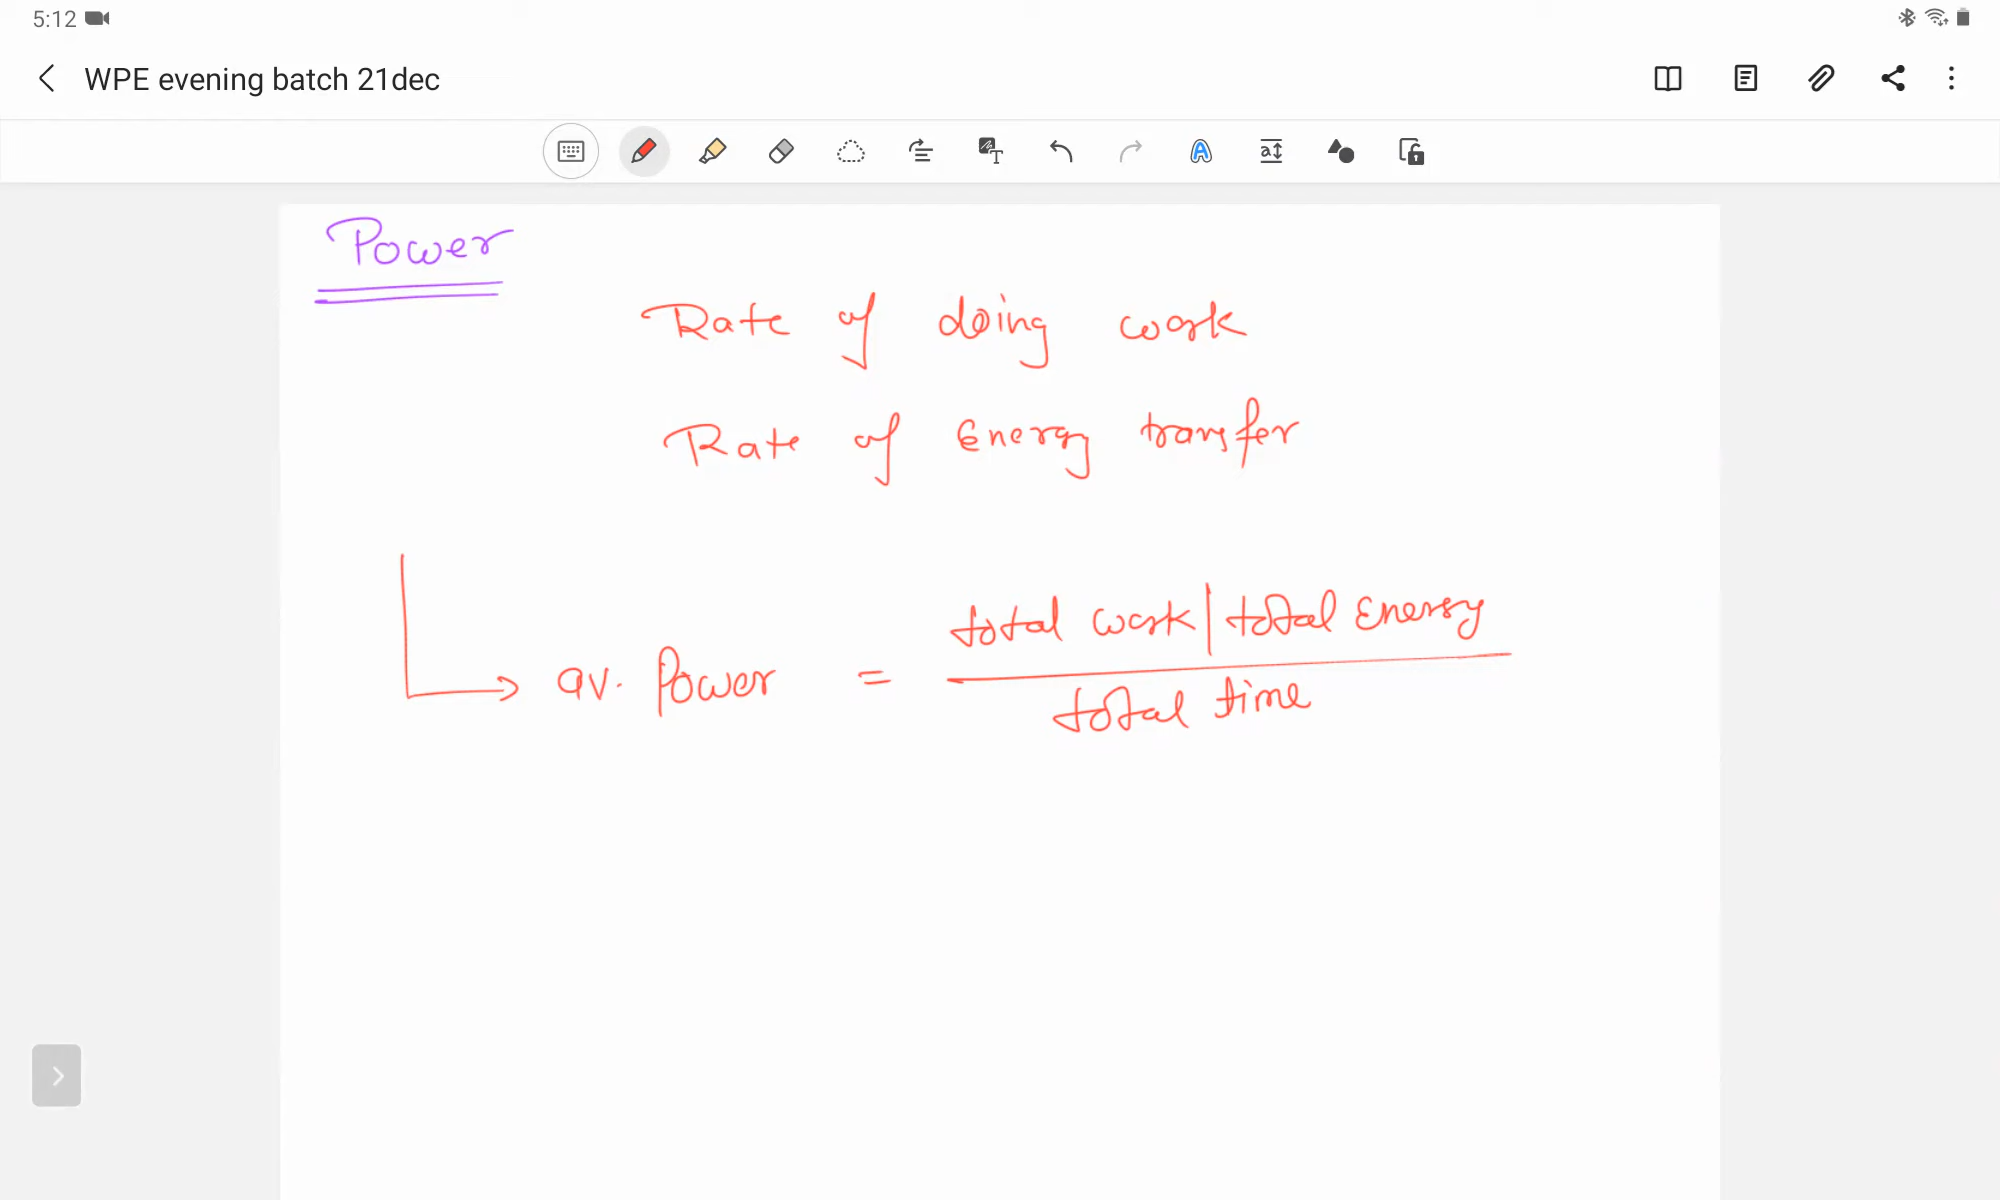 5:12
WPE evening batch 21dec
Power
Rate of doing work
Rate of Energy transfer
total work | total Energy
av. Power =
total time